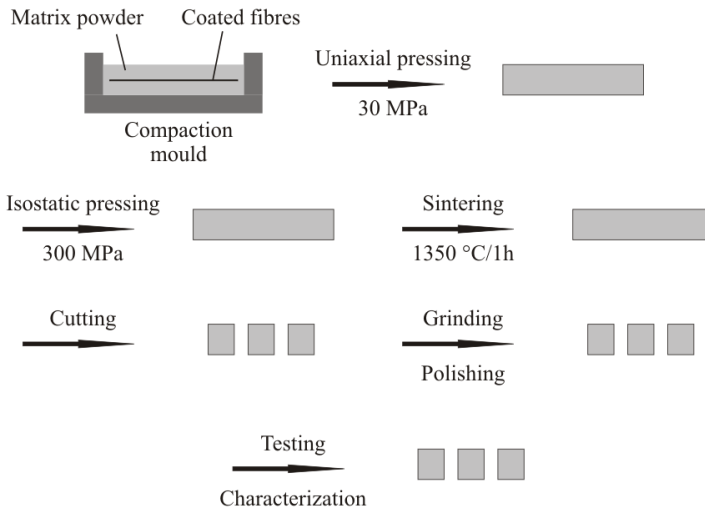 Matrix powder
Coated fibres
Compaction
mould
Uniaxial pressing
30 MPa
Isostatic pressing
300 MPa
Sintering
1350 °C/1h
Cutting
Grinding
Polishing
Testing
Characterization